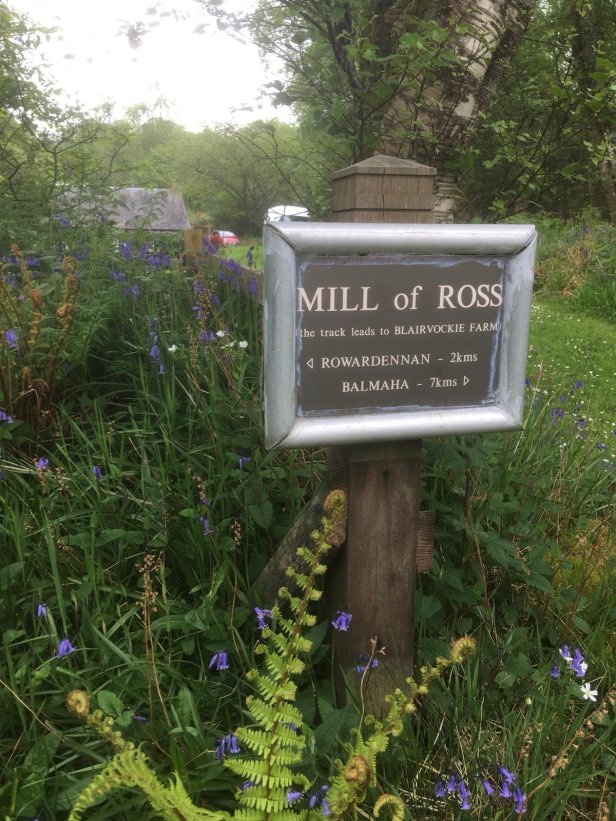 MILL of ROSS
(the track leads to BLAIRVOCKIE FARM)
◁ ROWARDENNAN - 2kms
BALMAHA - 7kms ▷